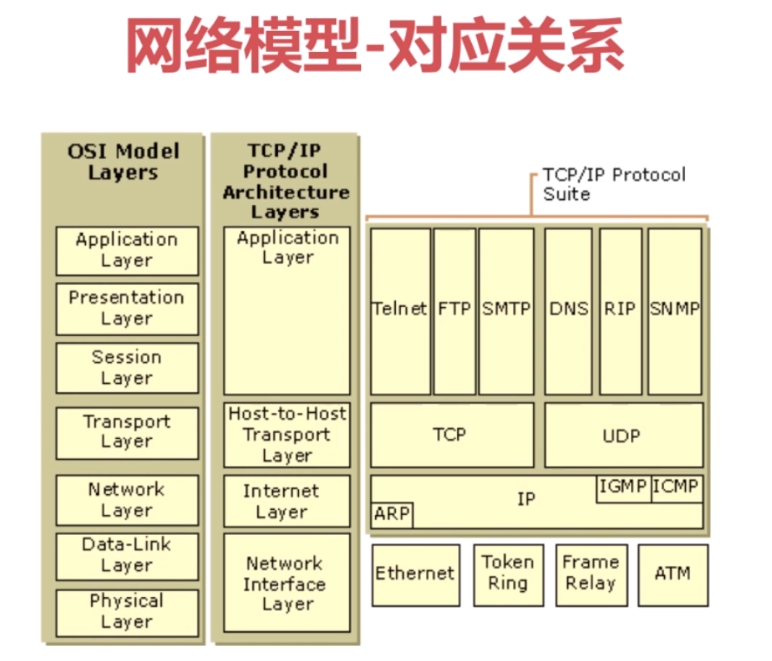 网络模型-对应关系
OSI Model
Layers
Application
Layer
Presentation
Layer
Session
Layer
Transport
Layer
Network
Layer
Data-Link
Layer
Physical
Layer
TCP/IP
Protocol
Architecture
Layers
Application
Layer
Host-to-Host
Transport
Layer
Internet
Layer
Network
Interface
Layer
TCP/IP Protocol
Suite
Telnet
FTP
SMTP
DNS
RIP
SNMP
TCP
UDP
IP
IGMP
ICMP
ARP
Ethernet
Token
Ring
Frame
Relay
ATM